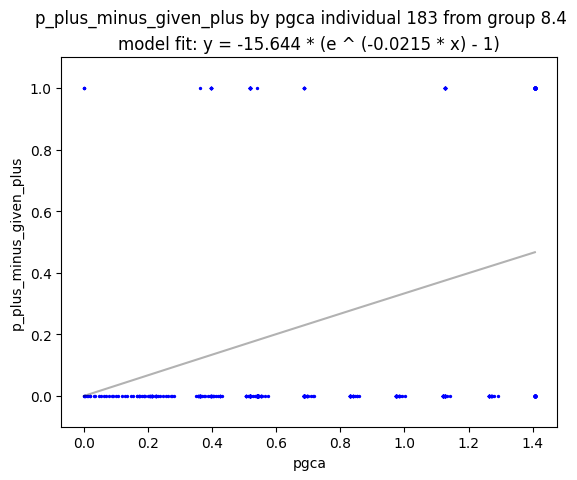 p_plus_minus_given_plus by pgca individual 183 from group 8.4
model fit: y = -15.644 * (e ^ (-0.0215 * x) - 1)
1.0
0.8
0.6
0.4
0.2
0.0
p_plus_minus_given_plus
0.0 0.2 0.4 0.6 0.8 1.0 1.2 1.4
pgca